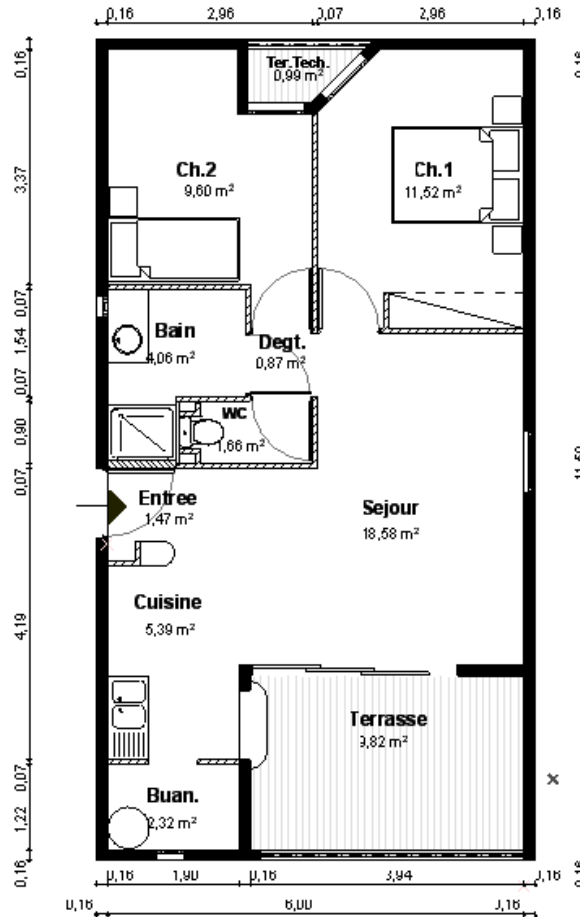 0,16 2,96 0,07 2,96 0,16
0,16
0,16
Ter.Tech.
0,99 m²
Ch.2
9,60 m²
Ch.1
11,52 m²
3,37
0,07
Bain
4,06 m²
Degt.
0,87 m²
1,54
0,07
WC
1,66 m²
0,90
11,59
0,07
Entree
1,47 m²
Sejour
18,58 m²
Cuisine
5,39 m²
4,19
Terrasse
9,82 m²
0,07
Buan.
2,32 m²
1,22
0,16
0,16
0,16 1,90 0,16 3,94 0,16
0,16 6,00 0,16